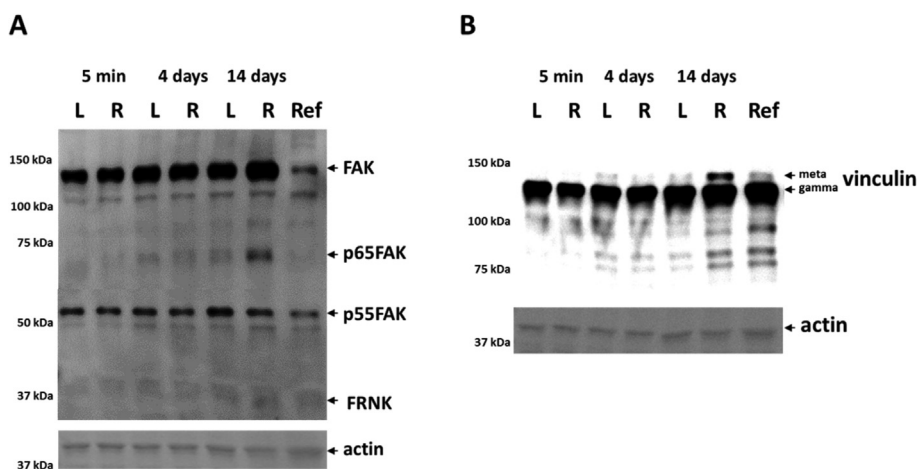 A
5 min 4 days 14 days
L R L R L R Ref
150 kDa
FAK
100 kDa
75 kDa
p65FAK
p55FAK
50 kDa
37 kDa
FRNK
actin
37 kDa
B
5 min 4 days 14 days
L R L R L R Ref
150 kDa
meta
vinculin
gamma
100 kDa
75 kDa
actin
37 kDa